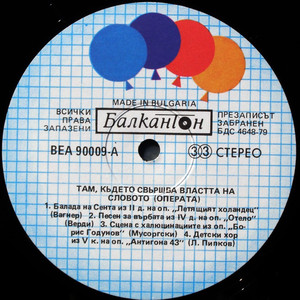 MADE IN BULGARIA
ВСИЧКИ ПРАВА ЗАПАЗЕНИ
Балкантон
ПРЕЗАПИСЪТ ЗАБРАНЕН БДС 4648-79
ВЕА 90009-А
33 СТЕРЕО
ТАМ, КЪДЕТО СВЪРШВА ВЛАСТТА НА
СЛОВОТО (ОПЕРАТА)
1. Балада на Сента из II д. на оп. „Летящият холандец"
(Вагнер) 2. Песен за върбата из IV д. на оп. „Отело"
(Верди) 3. Сцена с халюцинациите из оп. „Бо-
рис Годунов" (Мусоргски) 4. Детски хор
из V к. на оп. „Антигона 43" (Л. Пипков)